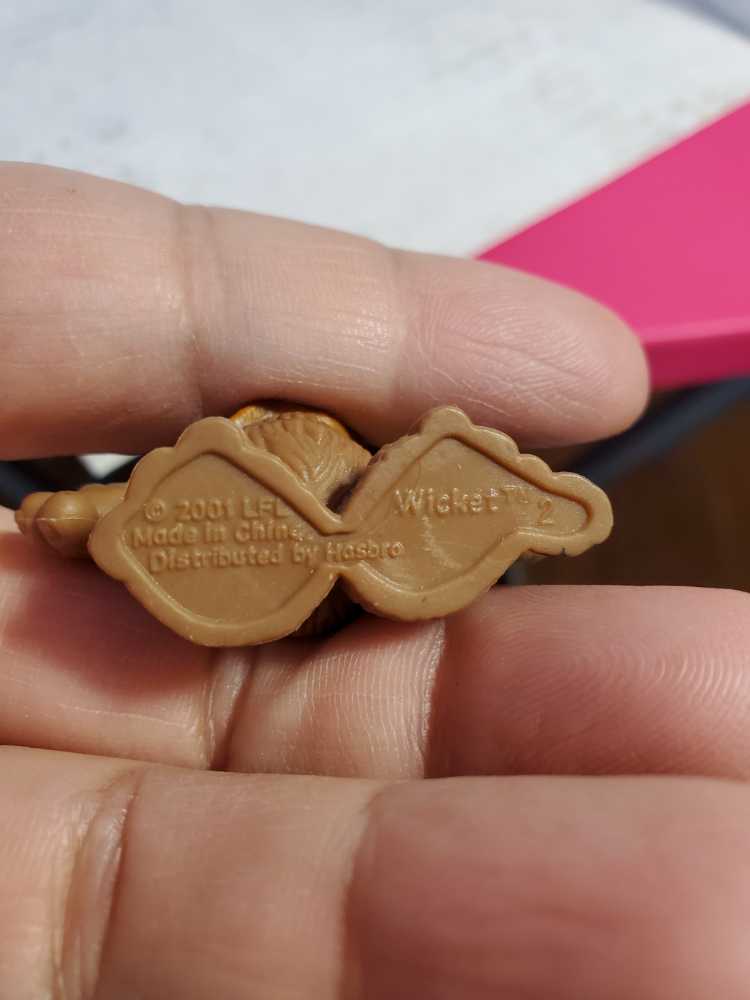 © 2001 LFL
Made in China.
Distributed by Hasbro
Wicket™
2